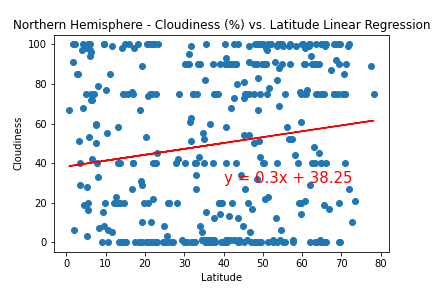 Northern Hemisphere - Cloudiness (%) vs. Latitude Linear Regression
100
80
60
40
20
0
Cloudiness
y = 0.3x + 38.25
0 10 20 30 40 50 60 70 80
Latitude